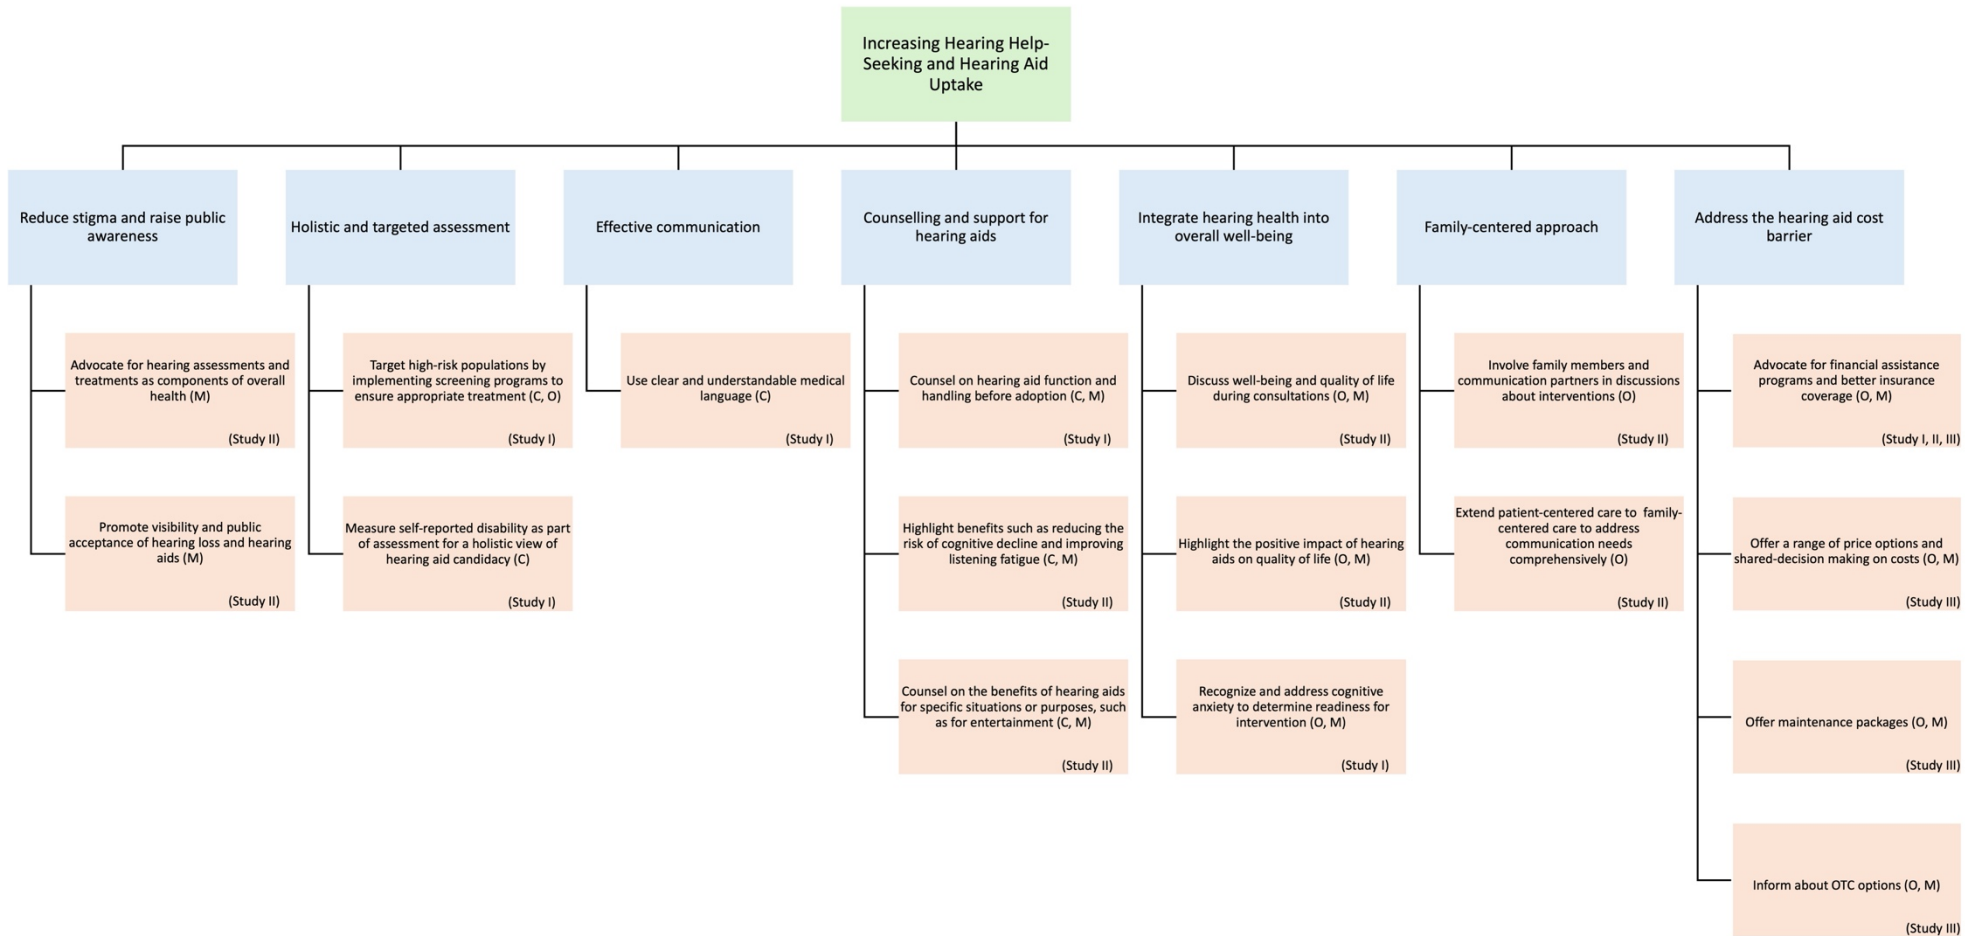 Increasing Hearing Help-
Seeking and Hearing Aid
Uptake
Reduce stigma and raise public
awareness
Holistic and targeted assessment
Effective communication
Counselling and support for
hearing aids
Integrate hearing health into
overall well-being
Family-centered approach
Address the hearing aid cost
barrier
Advocate for hearing assessments and
treatments as components of overall
health (M)
(Study II)
Target high-risk populations by
implementing screening programs to
ensure appropriate treatment (C, O)
(Study I)
Use clear and understandable medical
language (C)
(Study I)
Counsel on hearing aid function and
handling before adoption (C, M)
(Study I)
Discuss well-being and quality of life
during consultations (O, M)
(Study II)
Involve family members and
communication partners in discussions
about interventions (O)
(Study II)
Advocate for financial assistance
programs and better insurance
coverage (O, M)
(Study I, II, III)
Promote visibility and public
acceptance of hearing loss and hearing
aids (M)
(Study II)
Measure self-reported disability as part
of assessment for a holistic view of
hearing aid candidacy (C)
(Study I)
Highlight benefits such as reducing the
risk of cognitive decline and improving
listening fatigue (C, M)
(Study II)
Highlight the positive impact of hearing
aids on quality of life (O, M)
(Study II)
Extend patient-centered care to family-
centered care to address
communication needs
comprehensively (O)
(Study II)
Offer a range of price options and
shared-decision making on costs (O, M)
(Study III)
Counsel on the benefits of hearing aids
for specific situations or purposes, such
as for entertainment (C, M)
(Study II)
Recognize and address cognitive
anxiety to determine readiness for
intervention (O, M)
(Study I)
Offer maintenance packages (O, M)
(Study III)
Inform about OTC options (O, M)
(Study III)